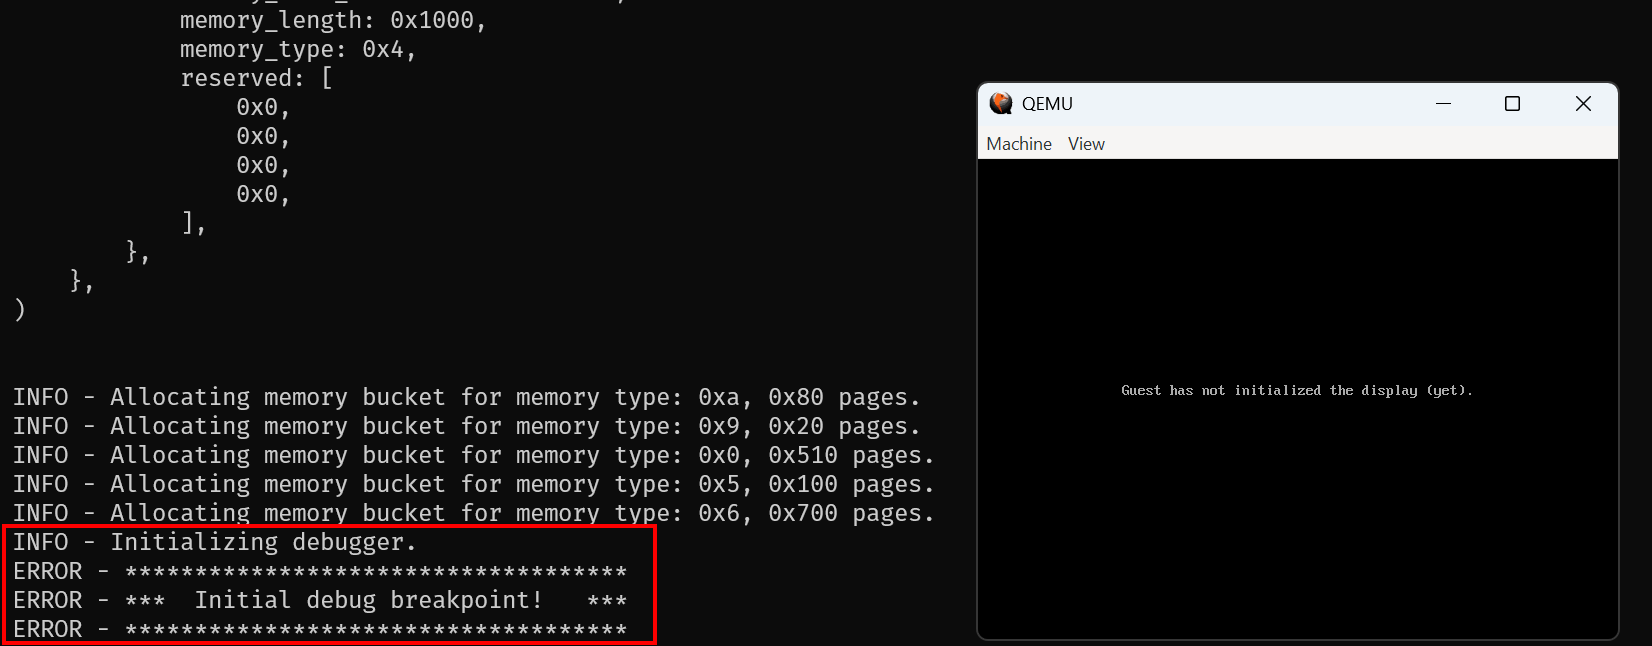 memory_length: 0x1000,
memory_type: 0x4,
reserved: [
0x0,
0x0,
0x0,
0x0,
],
},
},
)
INFO - Allocating memory bucket for memory type: 0xa, 0x80 pages.
INFO - Allocating memory bucket for memory type: 0x9, 0x20 pages.
INFO - Allocating memory bucket for memory type: 0x0, 0x510 pages.
INFO - Allocating memory bucket for memory type: 0x5, 0x100 pages.
INFO - Allocating memory bucket for memory type: 0x6, 0x700 pages.
INFO - Initializing debugger.
ERROR - ************************************
ERROR - ***  Initial debug breakpoint!   ***
ERROR - ************************************
QEMU
Machine View
Guest has not initialized the display (yet).